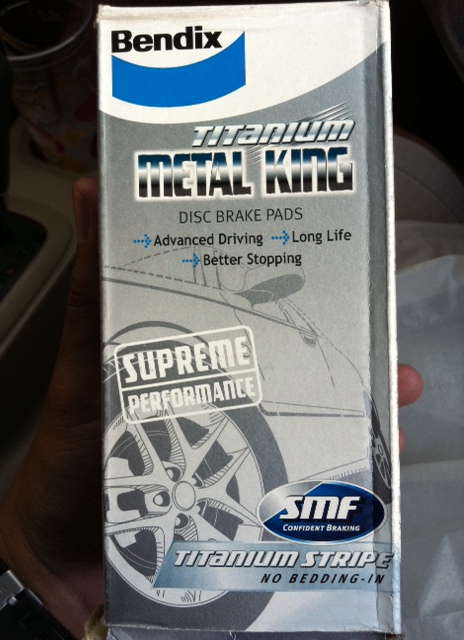 Bendix
TITANIUM
METAL KING
DISC BRAKE PADS
Advanced Driving Long Life
Better Stopping
SUPREME
PERFORMANCE
SMF
CONFIDENT BRAKING
TITANIUM STRIPE
NO BEDDING-IN